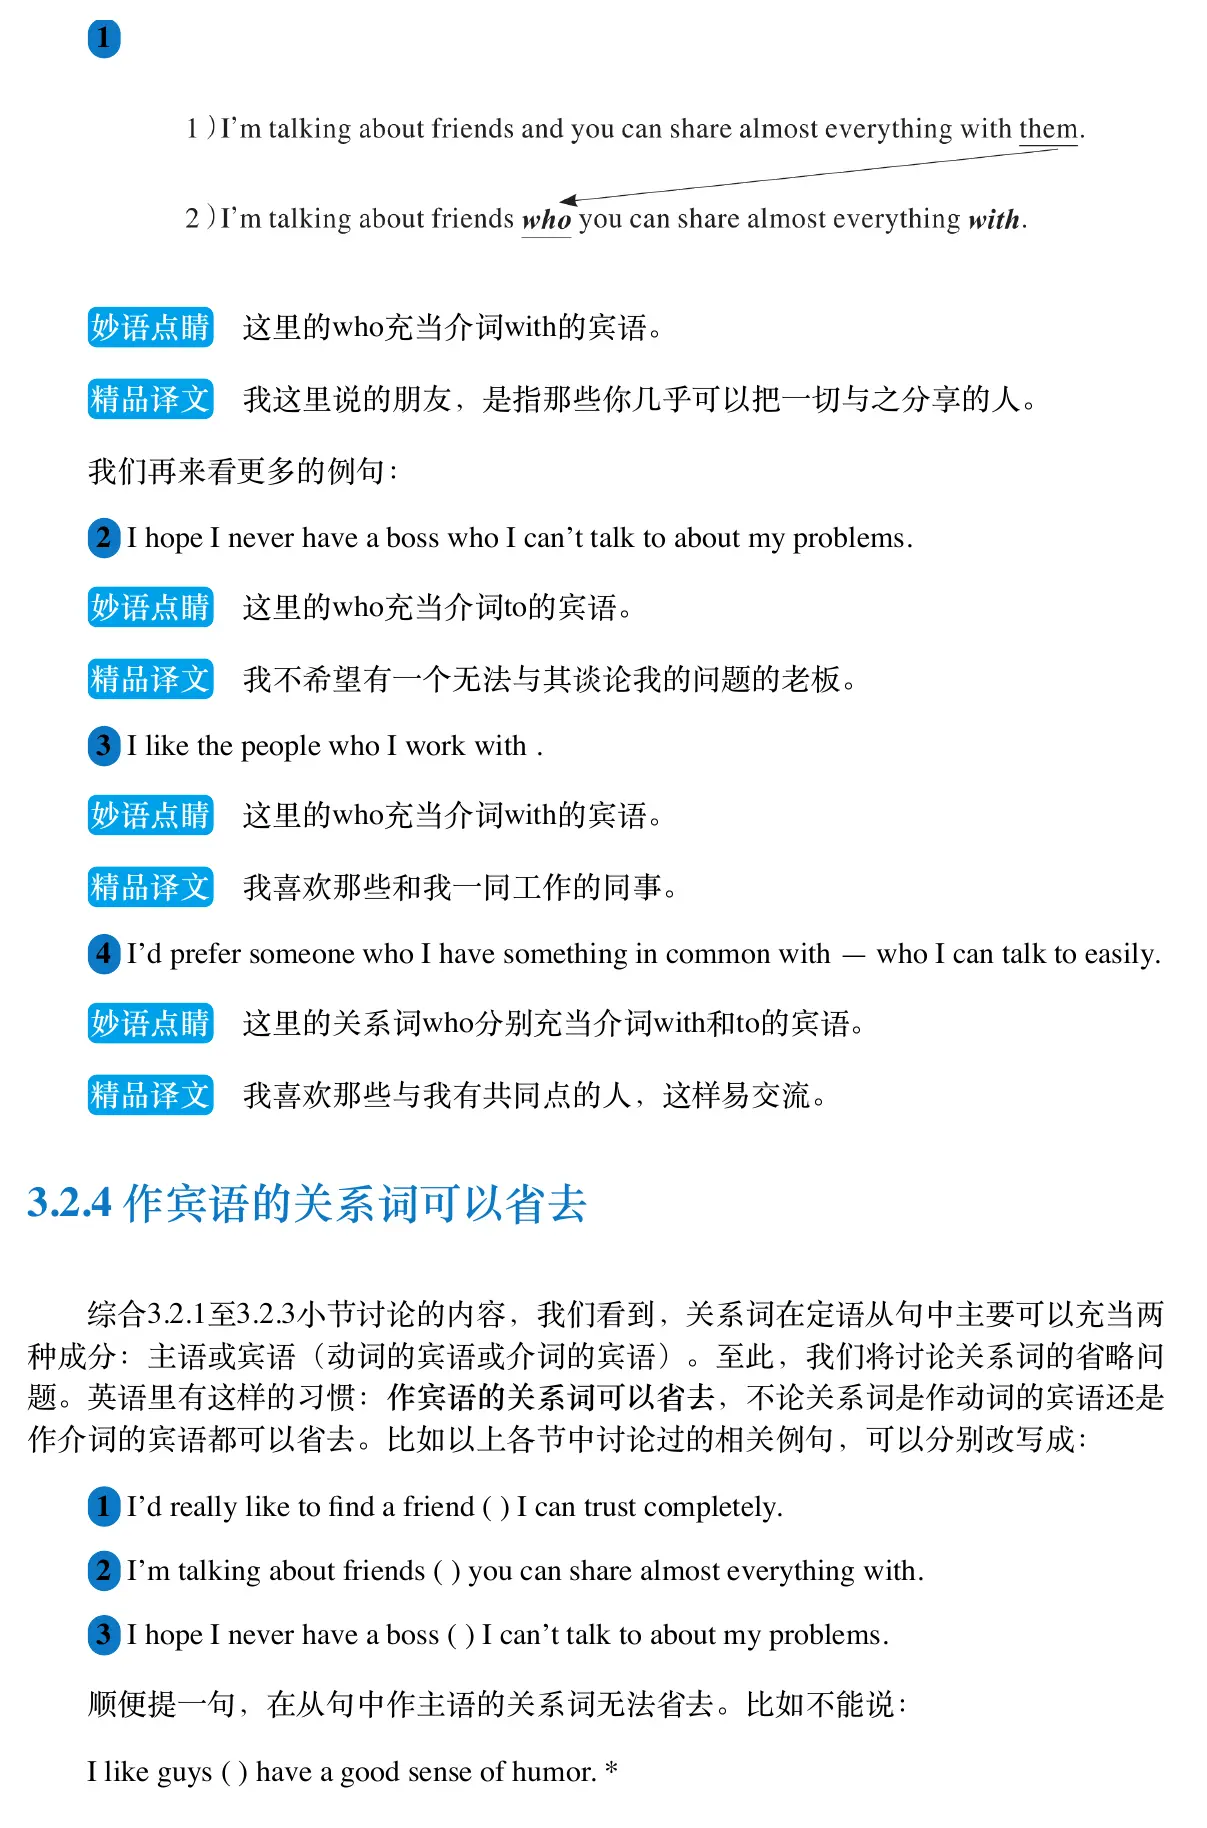 1
1）I’m talking about friends and you can share almost everything with them.
2）I’m talking about friends who you can share almost everything with.
妙语点睛 这里的who充当介词with的宾语。
精品译文 我这里说的朋友，是指那些你几乎可以把一切与之分享的人。
我们再来看更多的例句：
2 I hope I never have a boss who I can’t talk to about my problems.
妙语点睛 这里的who充当介词to的宾语。
精品译文 我不希望有一个无法与其谈论我的问题的老板。
3 I like the people who I work with .
妙语点睛 这里的who充当介词with的宾语。
精品译文 我喜欢那些和我一同工作的同事。
4 I’d prefer someone who I have something in common with — who I can talk to easily.
妙语点睛 这里的关系词who分别充当介词with和to的宾语。
精品译文 我喜欢那些与我有共同点的人，这样易交流。
3.2.4 作宾语的关系词可以省去
综合3.2.1至3.2.3小节讨论的内容，我们看到，关系词在定语从句中主要可以充当两
种成分：主语或宾语（动词的宾语或介词的宾语）。至此，我们将讨论关系词的省略问
题。英语里有这样的习惯：作宾语的关系词可以省去，不论关系词是作动词的宾语还是
作介词的宾语都可以省去。比如以上各节中讨论过的相关例句，可以分别改写成：
1 I’d really like to find a friend ( ) I can trust completely.
2 I’m talking about friends ( ) you can share almost everything with.
3 I hope I never have a boss ( ) I can’t talk to about my problems.
顺便提一句，在从句中作主语的关系词无法省去。比如不能说：
I like guys ( ) have a good sense of humor. *